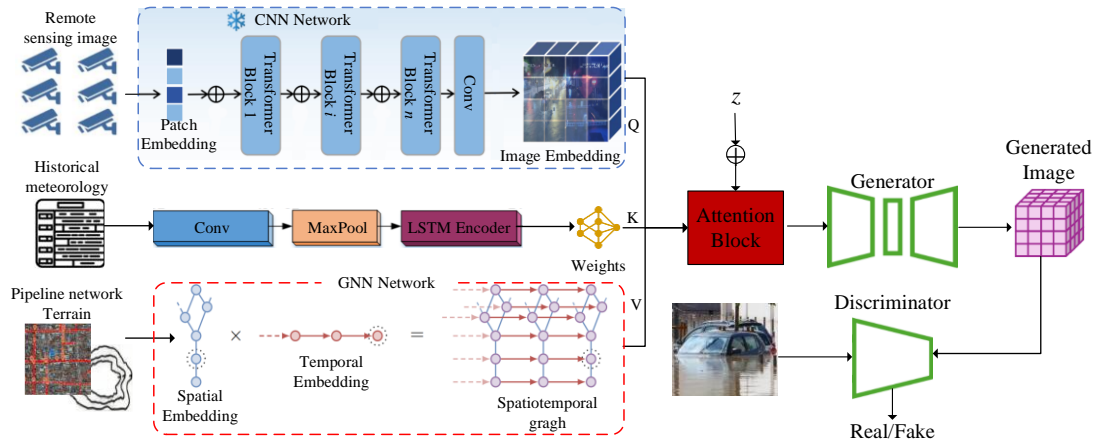 Remote
sensing image
CNN Network
Patch
Embedding
Transformer
Block 1
Transformer
Block i
Transformer
Block n
Conv
Image Embedding
Q
z
Historical
meteorology
Conv
MaxPool
LSTM Encoder
Weights
K
Attention
Block
Generator
Generated
Image
Pipeline network
Terrain
GNN Network
Spatial
Embedding
×
Temporal
Embedding
=
Spatiotemporal
gragh
V
Discriminator
Real/Fake